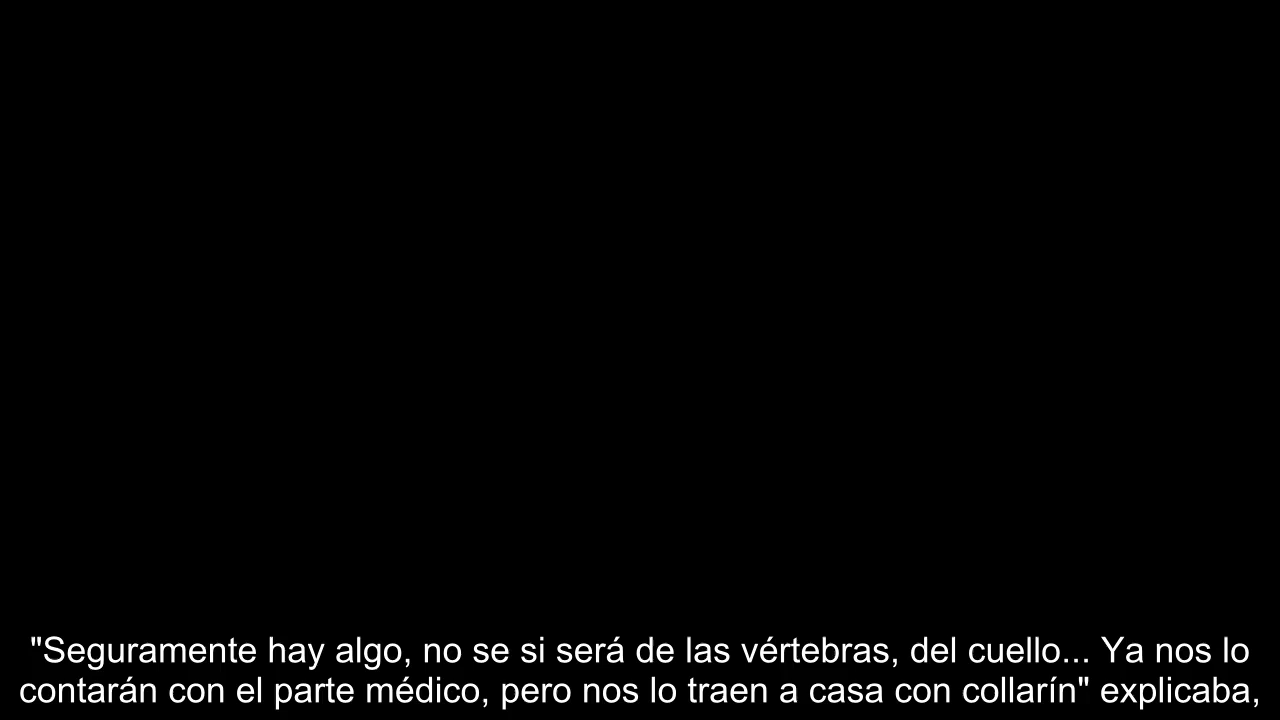 "Seguramente hay algo, no se si será de las vértebras, del cuello... Ya nos lo
contarán con el parte médico, pero nos lo traen a casa con collarín" explicaba,